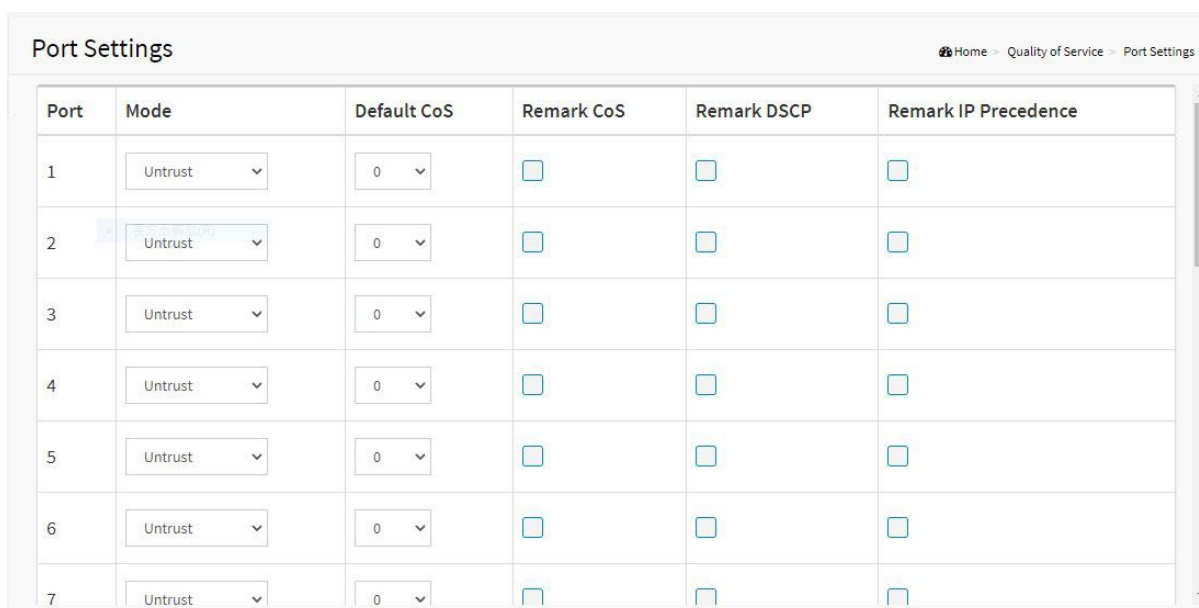 Port Settings
Home > Quality of Service > Port Settings
Port Mode Default CoS Remark CoS Remark DSCP Remark IP Precedence
1 Untrust 0
2 Untrust 0
3 Untrust 0
4 Untrust 0
5 Untrust 0
6 Untrust 0
7 Untrust 0